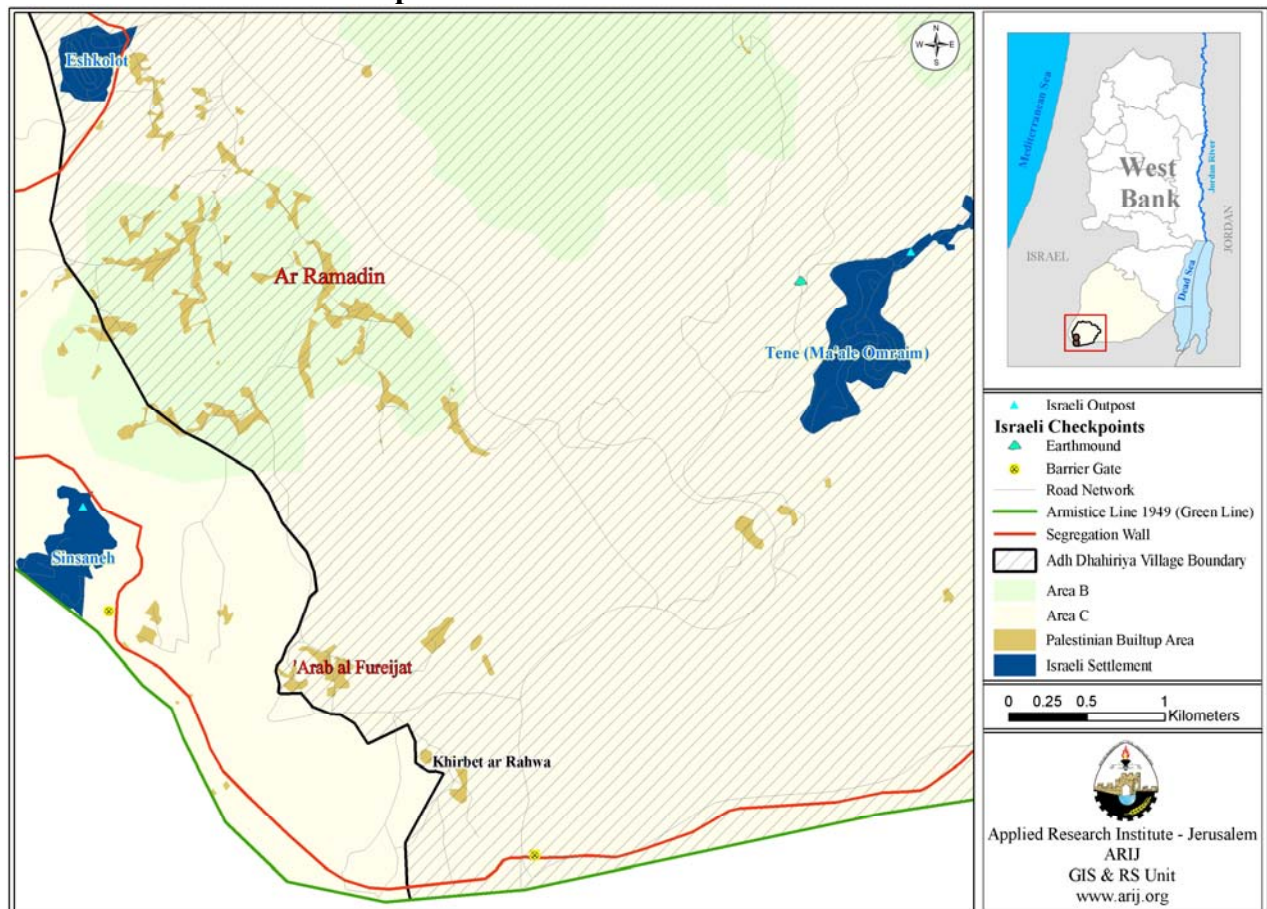 Eshkolot
N
W E
S
Ar Ramadin
Tene (Ma'ale Omraim)
Sinsaneh
'Arab al Fureijat
Khirbet ar Rahwa
Mediterranean Sea
West
Bank
Jordan River
JORDAN
ISRAEL
Dead Sea
Israeli Outpost
Israeli Checkpoints
Earthmound
Barrier Gate
Road Network
Armistice Line 1949 (Green Line)
Segregation Wall
Adh Dhahiriya Village Boundary
Area B
Area C
Palestinian Builtup Area
Israeli Settlement
0 0.25 0.5 1
Kilometers
Applied Research Institute - Jerusalem
ARIJ
GIS & RS Unit
www.arij.org